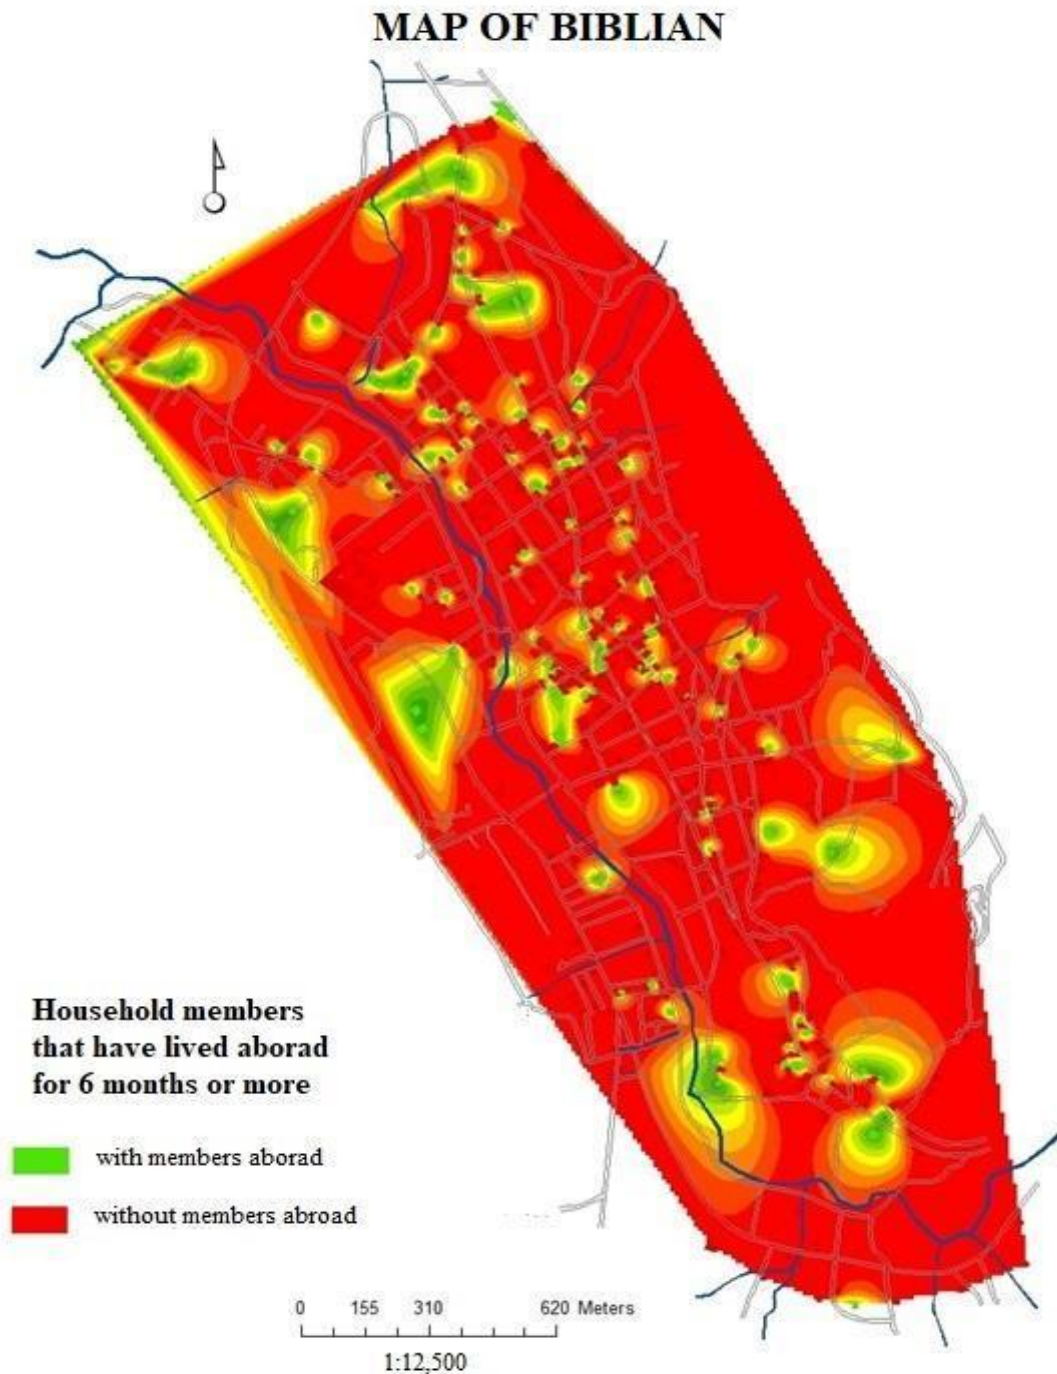 MAP OF BIBLIAN
Household members
that have lived aborad
for 6 months or more
with members aborad
without members abroad
0 155 310 620 Meters
1:12,500